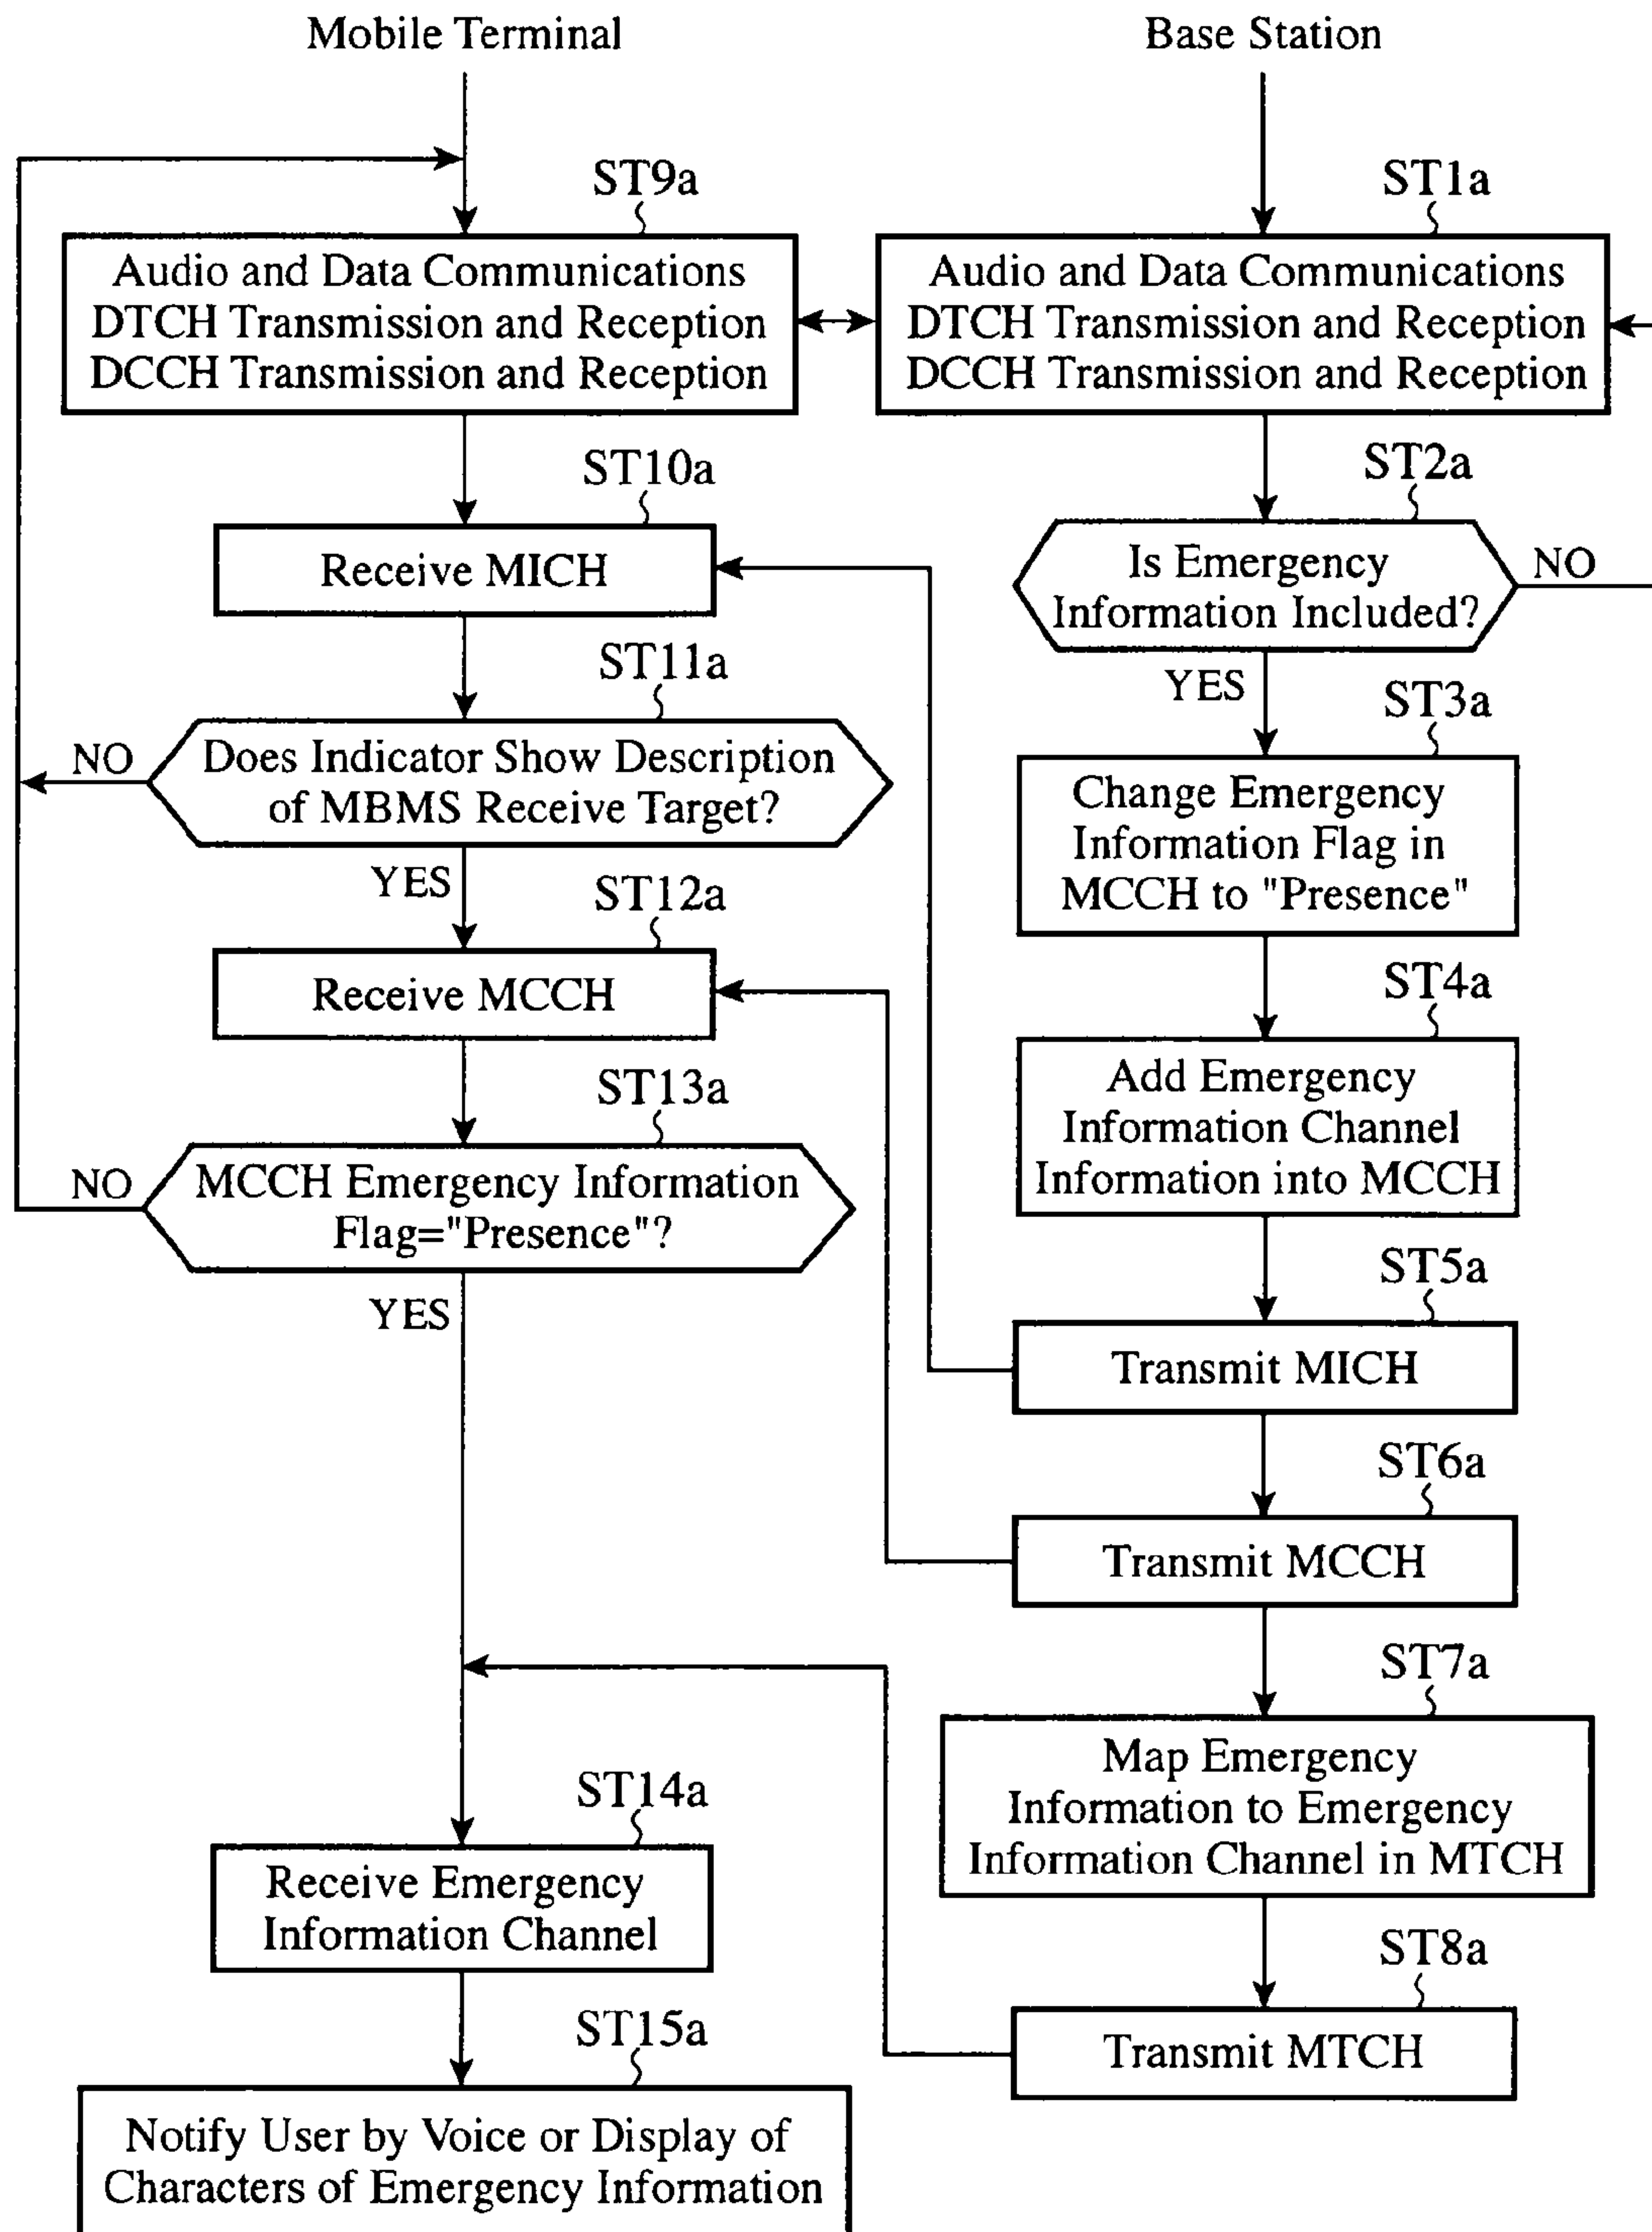 Mobile Terminal
Base Station
ST9a
Audio and Data Communications
DTCH Transmission and Reception
DCCH Transmission and Reception
ST10a
Receive MICH
ST11a
Does Indicator Show Description
of MBMS Receive Target?
NO
YES
ST12a
Receive MCCH
ST13a
MCCH Emergency Information
Flag="Presence"?
NO
YES
ST14a
Receive Emergency
Information Channel
ST15a
Notify User by Voice or Display of
Characters of Emergency Information
ST1a
Audio and Data Communications
DTCH Transmission and Reception
DCCH Transmission and Reception
ST2a
Is Emergency
Information Included?
NO
YES
ST3a
Change Emergency
Information Flag in
MCCH to "Presence"
ST4a
Add Emergency
Information Channel
Information into MCCH
ST5a
Transmit MICH
ST6a
Transmit MCCH
ST7a
Map Emergency
Information to Emergency
Information Channel in MTCH
ST8a
Transmit MTCH